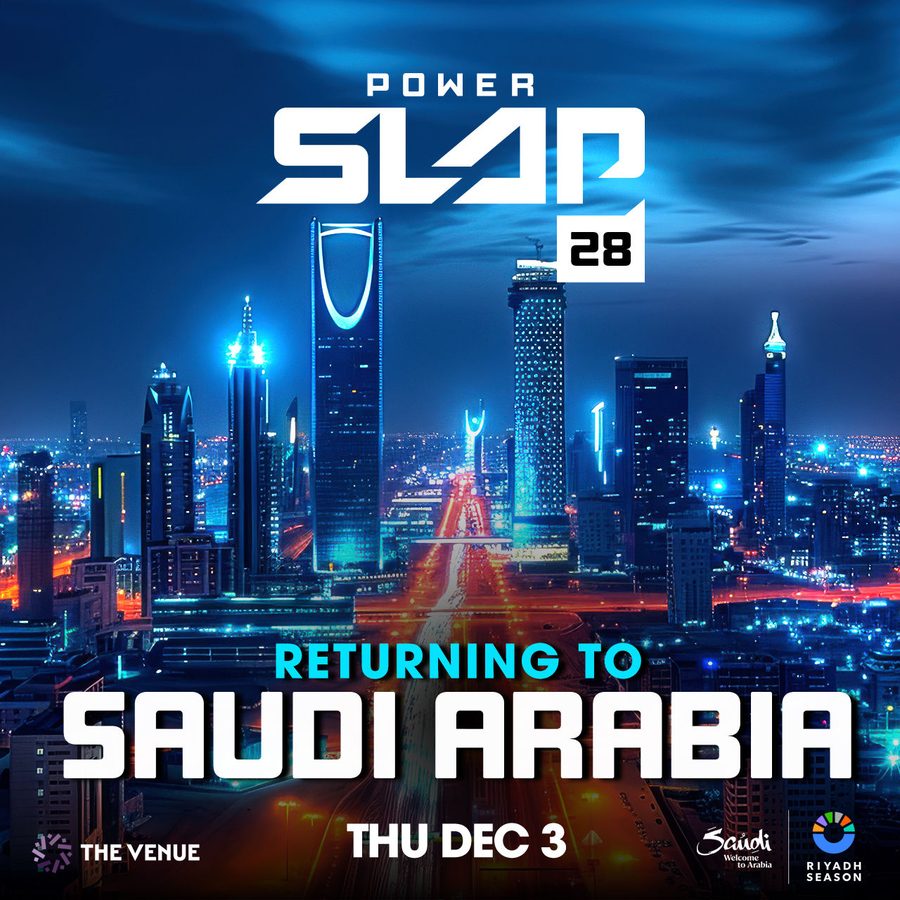 POWER
SLAP
28
RETURNING TO
SAUDI ARABIA
THE VENUE
THU DEC 3
Saudi
Welcome
to Arabia
RIYADH
SEASON